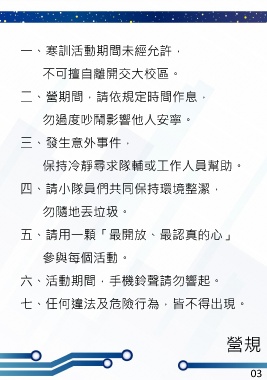 一、寒訓活動期間未經允許，
不可擅自離開交大校區。
二、營期間，請依規定時間作息，
勿過度吵鬧影響他人安寧。
三、發生意外事件，
保持冷靜尋求隊輔或工作人員幫助。
四、請小隊員們共同保持環境整潔，
勿隨地丟垃圾。
五、請用一顆「最開放、最認真的心」
參與每個活動。
六、活動期間，手機鈴聲請勿響起。
七、任何違法及危險行為，皆不得出現。
營規
03